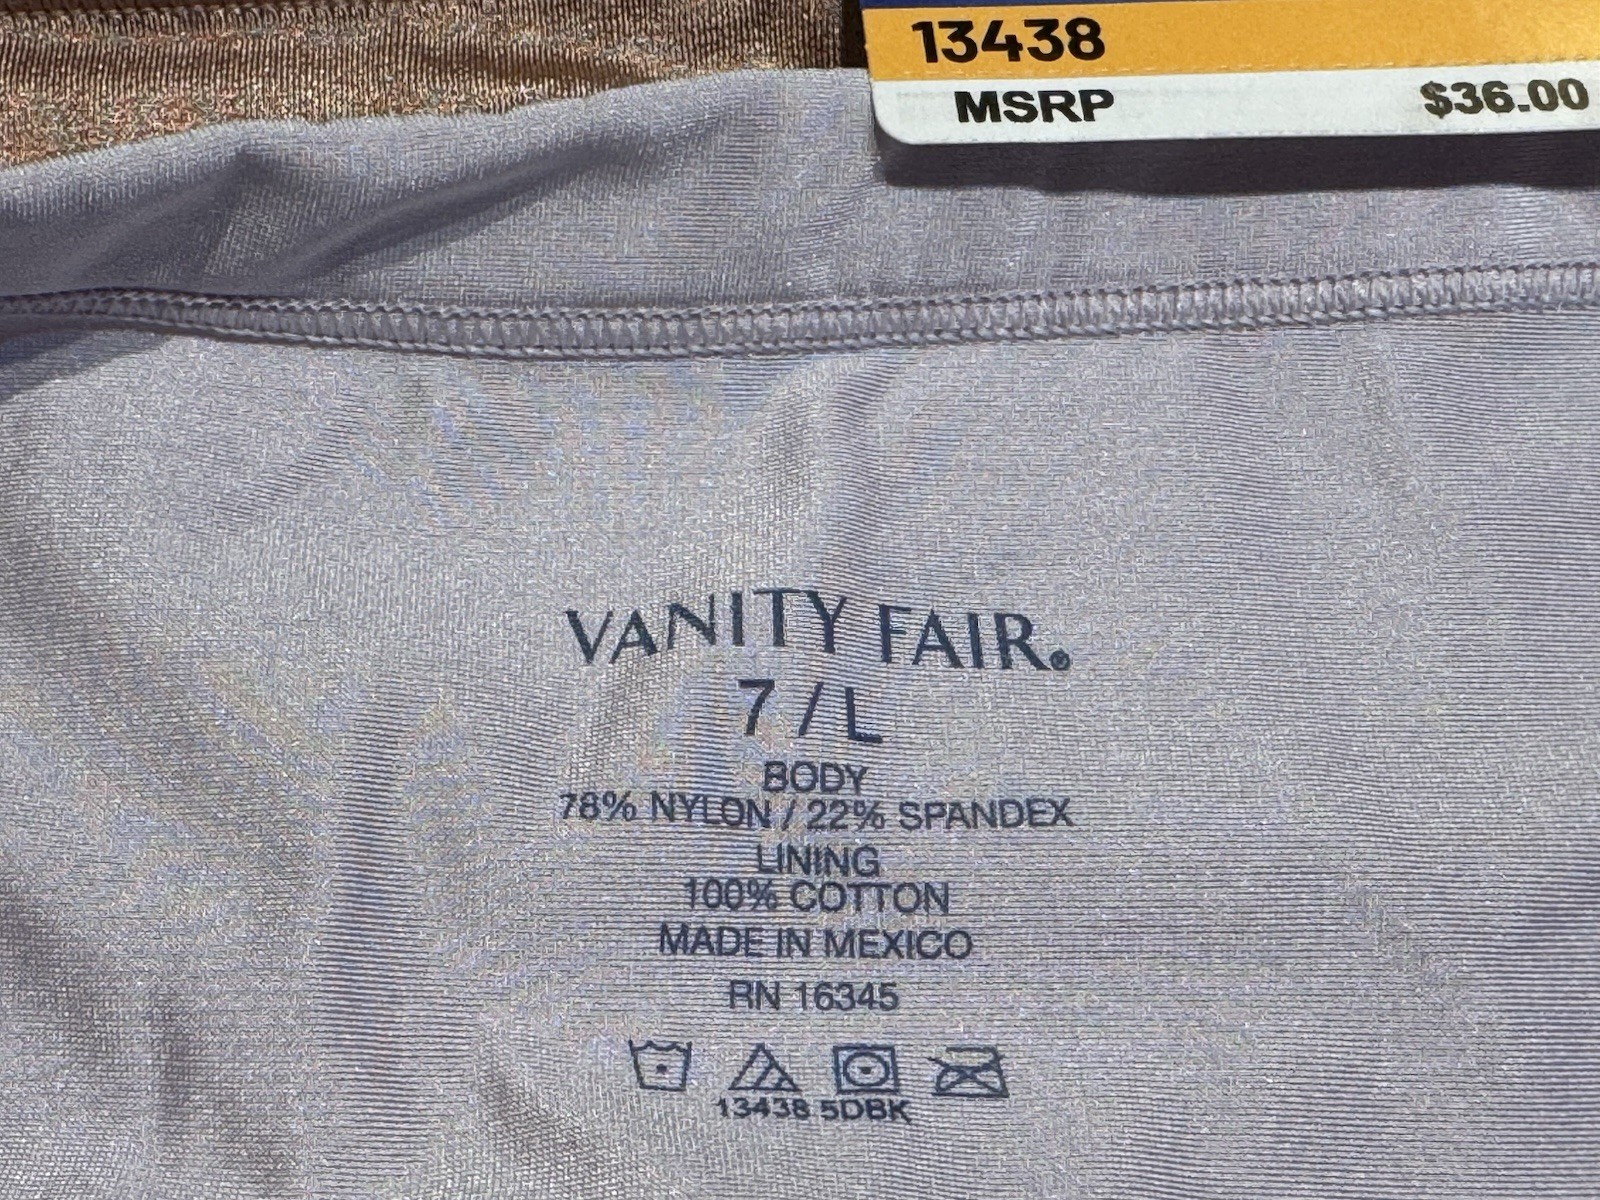 13438
MSRP $36.00
VANITY FAIR®
7/L
BODY
78% NYLON / 22% SPANDEX
LINING
100% COTTON
MADE IN MEXICO
RN 16345
13438 5DBK